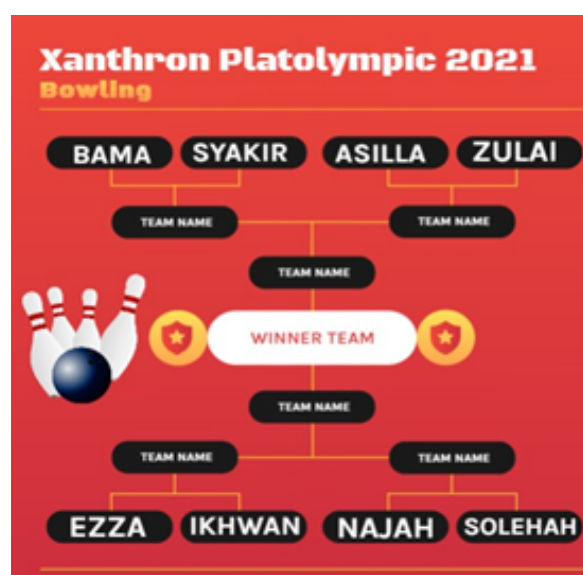 Xanthron Platolympic 2021
Bowling
BAMA SYAKIR ASILLA ZULAI
TEAM NAME TEAM NAME
TEAM NAME
WINNER TEAM
TEAM NAME
TEAM NAME TEAM NAME
EZZA IKHWAN NAJAH SOLEHAH